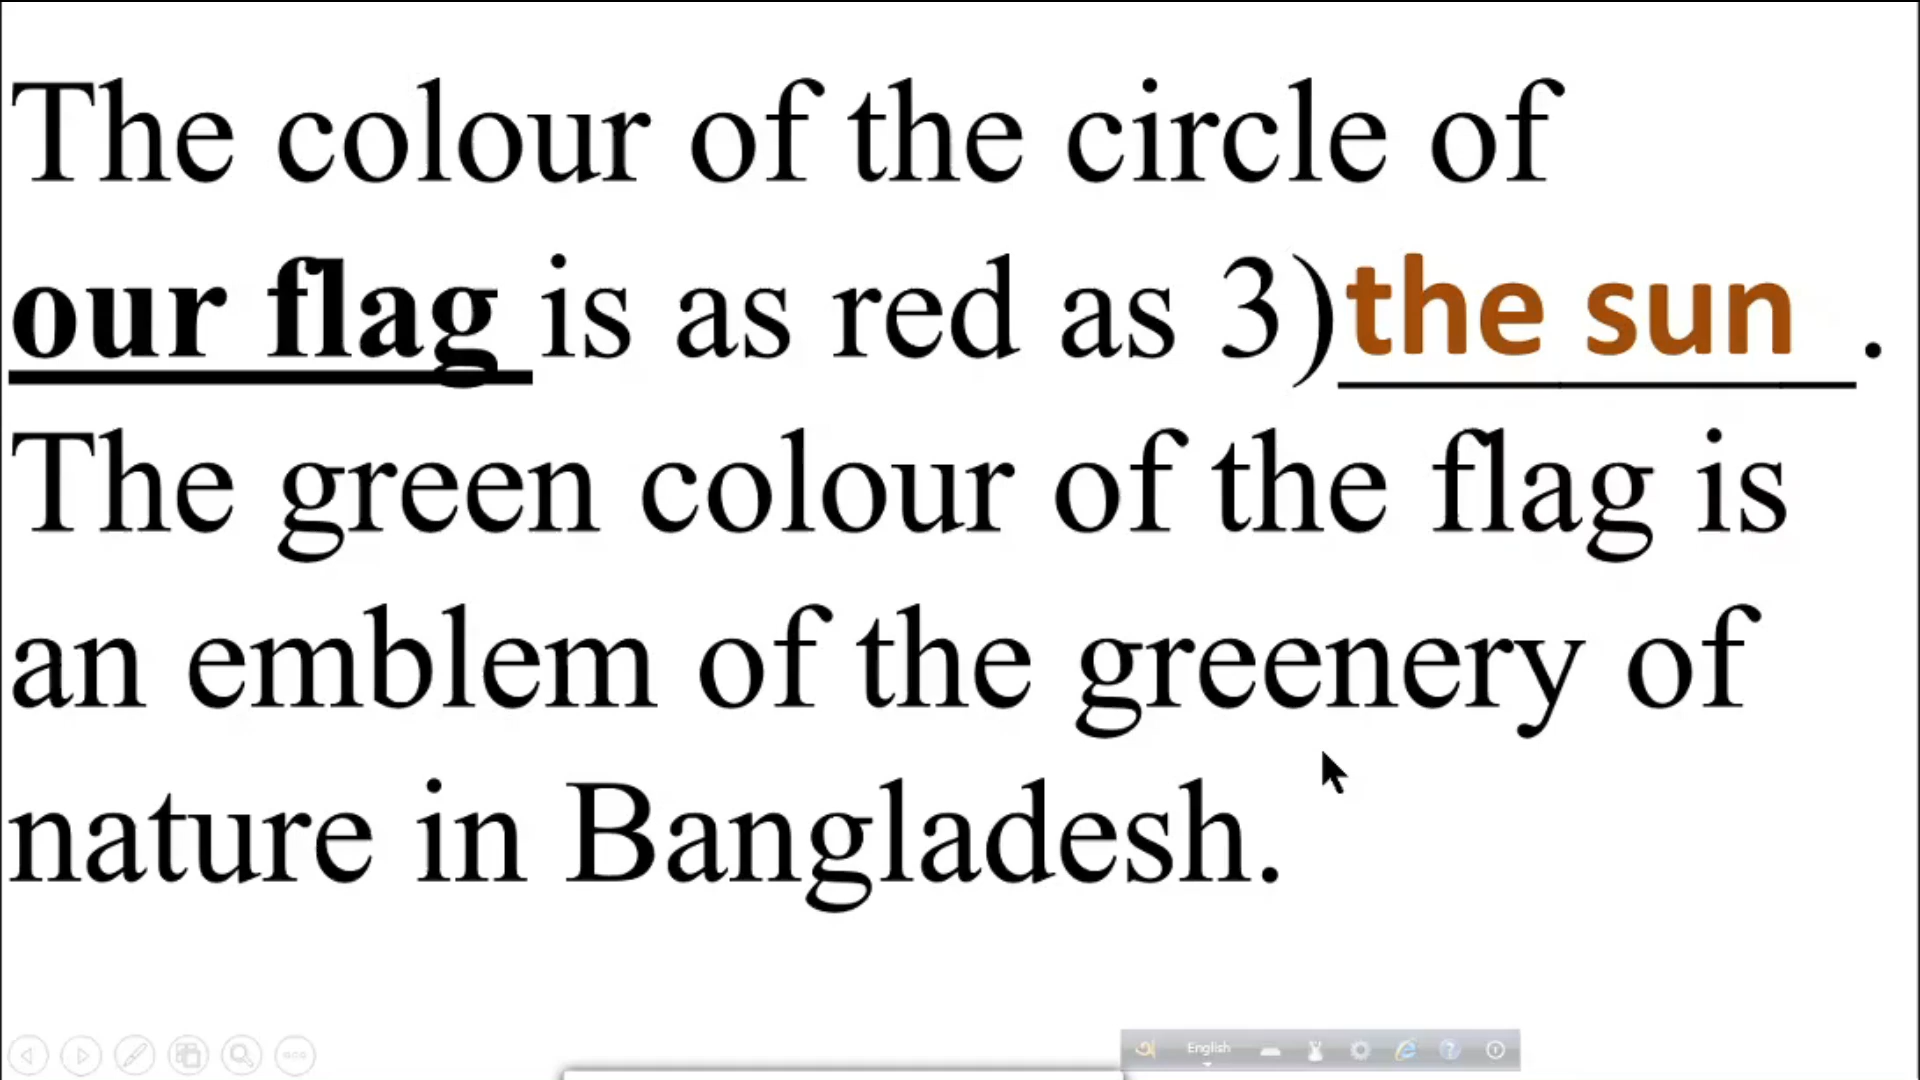 The colour of the circle of
our flag is as red as 3)the sun .
The green colour of the flag is
an emblem of the greenery of
nature in Bangladesh.
English